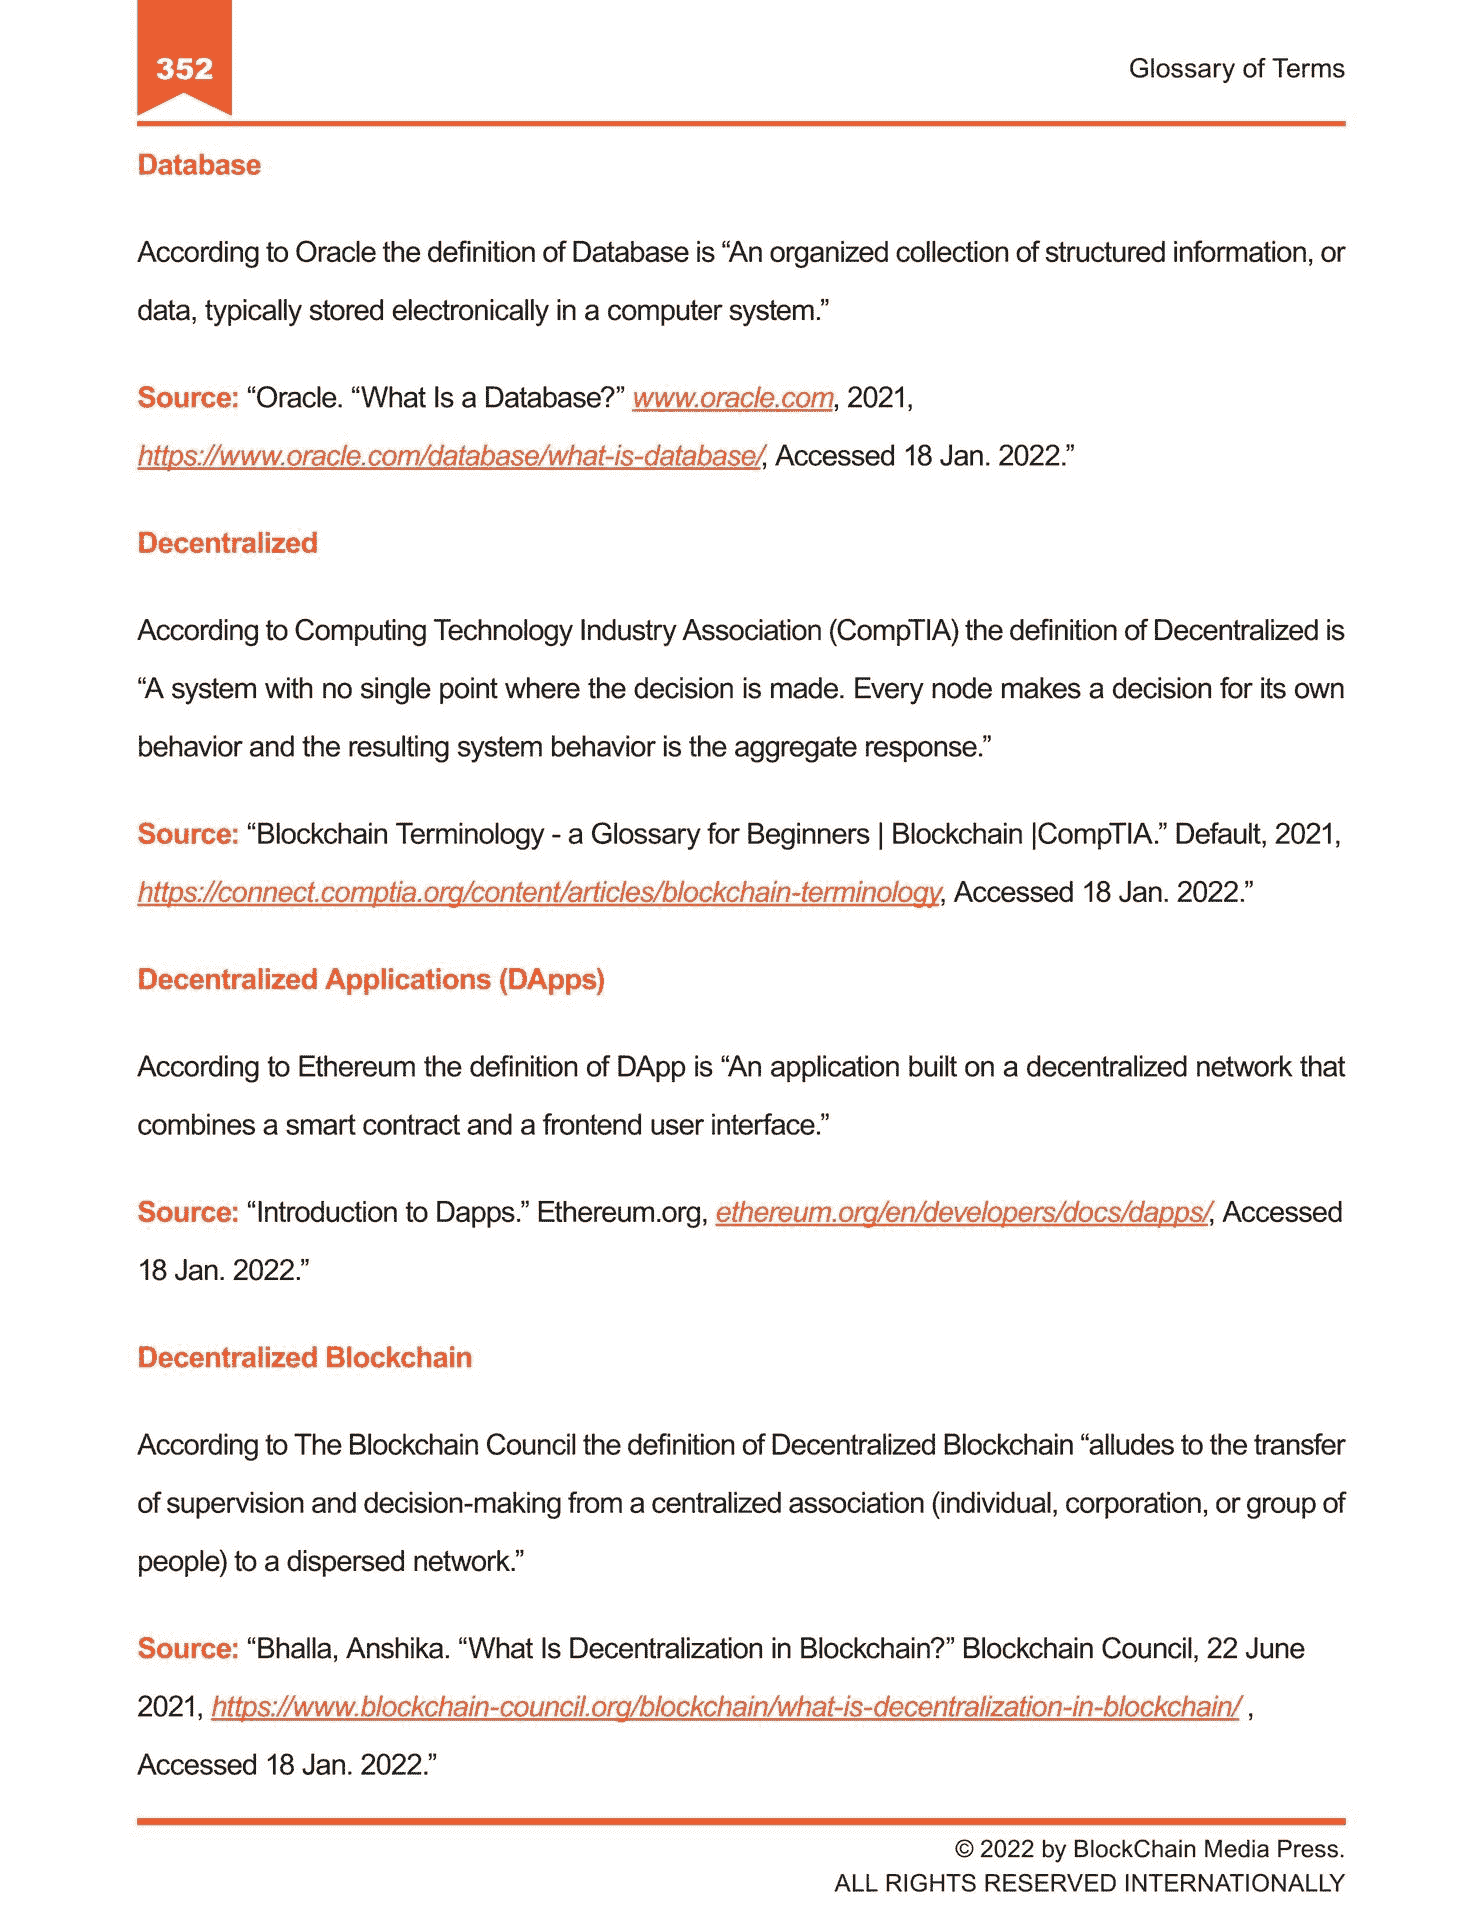 352
Glossary of Terms
Database
According to Oracle the definition of Database is “An organized collection of structured information, or
data, typically stored electronically in a computer system.”
Source: “Oracle. “What Is a Database?” www.oracle.com, 2021,
https://www.oracle.com/database/what-is-database/, Accessed 18 Jan. 2022.”
Decentralized
According to Computing Technology Industry Association (CompTIA) the definition of Decentralized is
“A system with no single point where the decision is made. Every node makes a decision for its own
behavior and the resulting system behavior is the aggregate response.”
Source: “Blockchain Terminology - a Glossary for Beginners | Blockchain |CompTIA.” Default, 2021,
https://connect.comptia.org/content/articles/blockchain-terminology, Accessed 18 Jan. 2022.”
Decentralized Applications (DApps)
According to Ethereum the definition of DApp is “An application built on a decentralized network that
combines a smart contract and a frontend user interface.”
Source: “Introduction to Dapps.” Ethereum.org, ethereum.org/en/developers/docs/dapps/, Accessed
18 Jan. 2022.”
Decentralized Blockchain
According to The Blockchain Council the definition of Decentralized Blockchain “alludes to the transfer
of supervision and decision-making from a centralized association (individual, corporation, or group of
people) to a dispersed network.”
Source: “Bhalla, Anshika. “What Is Decentralization in Blockchain?” Blockchain Council, 22 June
2021, https://www.blockchain-council.org/blockchain/what-is-decentralization-in-blockchain/ ,
Accessed 18 Jan. 2022.”
© 2022 by BlockChain Media Press.
ALL RIGHTS RESERVED INTERNATIONALLY